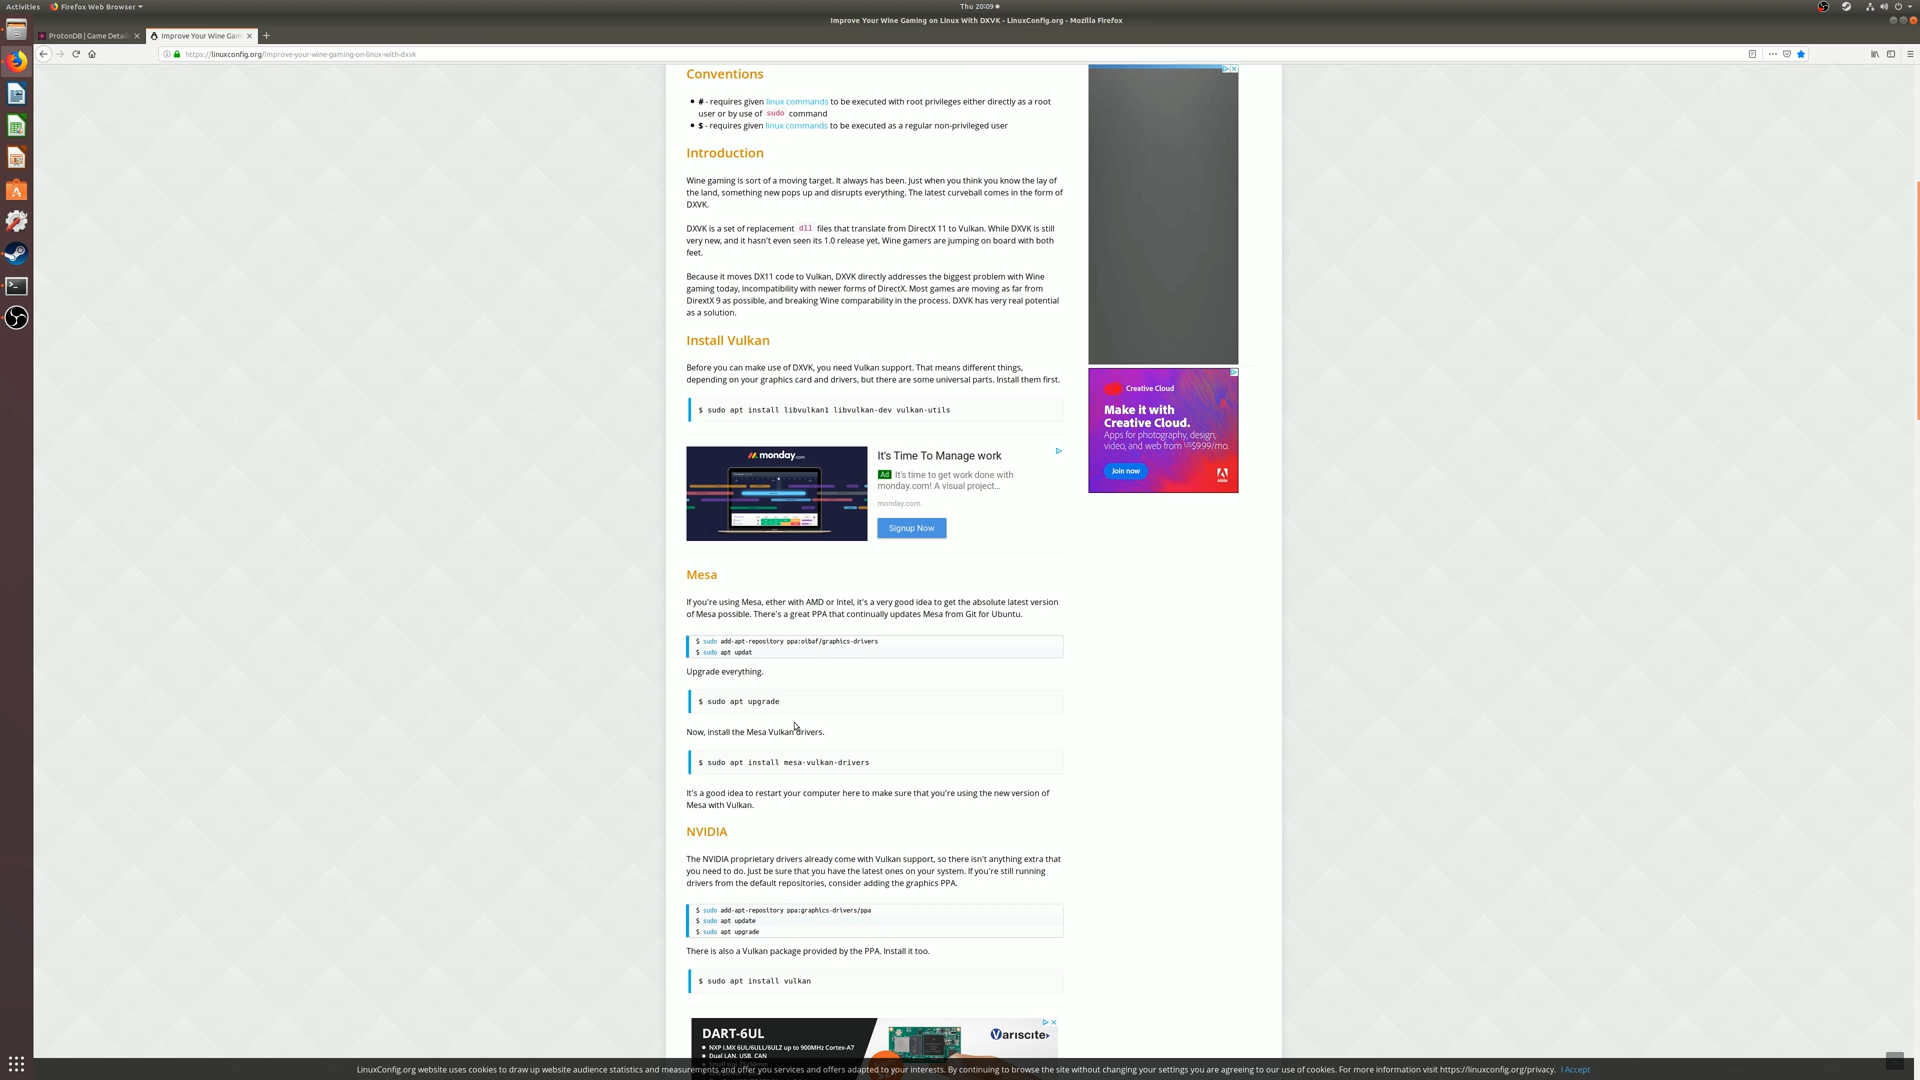 Activities
Firefox Web Browser
Thu 20:09
Improve Your Wine Gaming on Linux With DXVK - LinuxConfig.org - Mozilla Firefox
ProtonDB | Game Detai
Improve Your Wine Gam
https://linuxconfig.org/improve-your-wine-gaming-on-linux-with-dxvk
Conventions
# - requires given linux commands to be executed with root privileges either directly as a root
user or by use of sudo command
$ - requires given linux commands to be executed as a regular non-privileged user
Introduction
Wine gaming is sort of a moving target. It always has been. Just when you think you know the lay of
the land, something new pops up and disrupts everything. The latest curveball comes in the form of
DXVK.
DXVK is a set of replacement dll files that translate from DirectX 11 to Vulkan. While DXVK is still
very new, and it hasn't even seen its 1.0 release yet, Wine gamers are jumping on board with both
feet.
Because it moves DX11 code to Vulkan, DXVK directly addresses the biggest problem with Wine
gaming today, incompatibility with newer forms of DirectX. Most games are moving as far from
DirextX 9 as possible, and breaking Wine comparability in the process. DXVK has very real potential
as a solution.
Install Vulkan
Before you can make use of DXVK, you need Vulkan support. That means different things,
depending on your graphics card and drivers, but there are some universal parts. Install them first.
$ sudo apt install libvulkan1 libvulkan-dev vulkan-utils
monday.com
It's Time To Manage work
Ad It's time to get work done with
monday.com! A visual project...
monday.com
Signup Now
Creative Cloud
Make it with
Creative Cloud.
Apps for photography, design,
video, and web from US$9.99/mo.
Join now
Adobe
Mesa
If you're using Mesa, ether with AMD or Intel, it's a very good idea to get the absolute latest version
of Mesa possible. There's a great PPA that continually updates Mesa from Git for Ubuntu.
$ sudo add-apt-repository ppa:oibaf/graphics-drivers
$ sudo apt updat
Upgrade everything.
$ sudo apt upgrade
Now, install the Mesa Vulkan drivers.
$ sudo apt install mesa-vulkan-drivers
It's a good idea to restart your computer here to make sure that you're using the new version of
Mesa with Vulkan.
NVIDIA
The NVIDIA proprietary drivers already come with Vulkan support, so there isn't anything extra that
you need to do. Just be sure that you have the latest ones on your system. If you're still running
drivers from the default repositories, consider adding the graphics PPA.
$ sudo add-apt-repository ppa:graphics-drivers/ppa
$ sudo apt update
$ sudo apt upgrade
There is also a Vulkan package provided by the PPA. Install it too.
$ sudo apt install vulkan
DART-6UL
NXP i.MX 6UL/6ULL/6ULZ up to 900MHz Cortex-A7
Dual LAN, USB, CAN
Variscite
LinuxConfig.org website uses cookies to draw up website audience statistics and measurements and offer you services and offers adapted to your interests. By continuing to browse the site without changing your settings you are agreeing to our use of cookies. For more information visit https://linuxconfig.org/privacy. I Accept